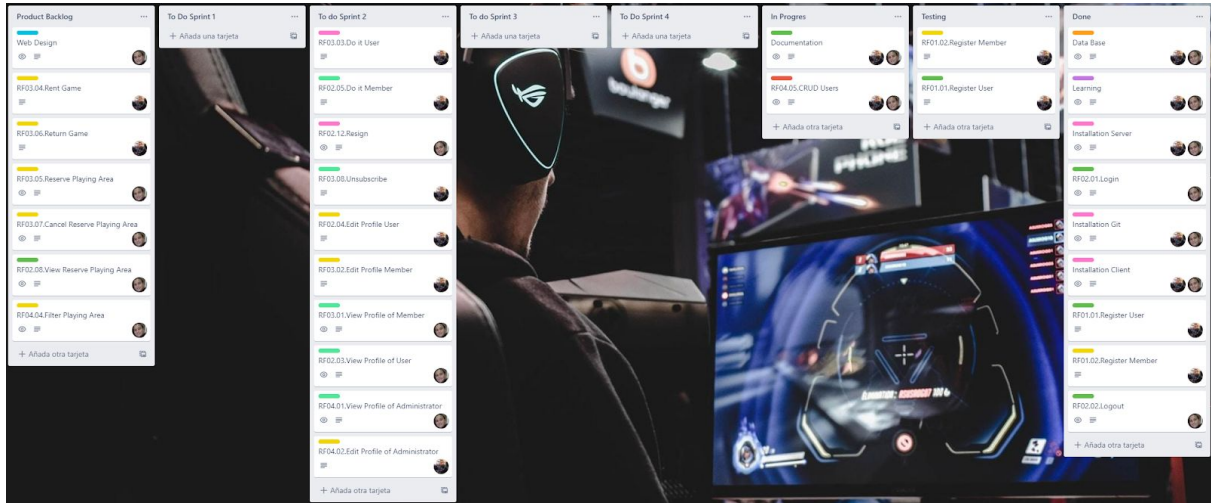 Product Backlog
Web Design
RF03.04.Rent Game
RF03.06.Return Game
RF03.05.Reserve Playing Area
RF03.07.Cancel Reserve Playing Area
RF02.08.View Reserve Playing Area
RF04.04.Filter Playing Area
+ Añada otra tarjeta
To Do Sprint 1
+ Añada una tarjeta
To do Sprint 2
RF03.03.Do it User
RF02.05.Do it Member
RF02.12.Resign
RF03.08.Unsubscribe
RF02.04.Edit Profile User
RF03.02.Edit Profile Member
RF03.01.View Profile of Member
RF02.03.View Profile of User
RF04.01.View Profile of Administrator
RF04.02.Edit Profile of Administrator
+ Añada otra tarjeta
To do Sprint 3
+ Añada una tarjeta
To Do Sprint 4
+ Añada una tarjeta
In Progres
Documentation
RF04.05.CRUD Users
+ Añada otra tarjeta
Testing
RF01.02.Register Member
RF01.01.Register User
+ Añada otra tarjeta
Done
Data Base
Learning
Installation Server
RF02.01.Login
Installation Git
Installation Client
RF01.01.Register User
RF01.02.Register Member
RF02.02.Logout
+ Añada otra tarjeta
PHONE
100